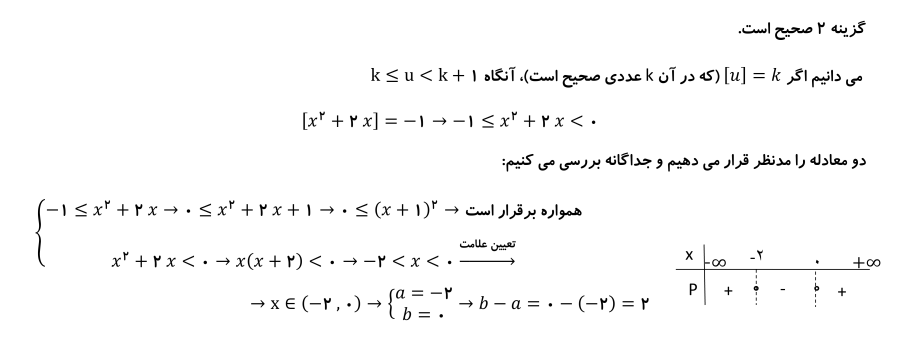 گزینه ۲ صحیح است.
می دانیم اگر [u] = k (که در آن k عددی صحیح است)، آنگاه k ≤ u < k + ۱
[x^۲ + ۲ x] = −۱ → −۱ ≤ x^۲ + ۲ x < ۰
دو معادله را مدنظر قرار می دهیم و جداگانه بررسی می کنیم:
−۱ ≤ x^۲ + ۲ x → ۰ ≤ x^۲ + ۲ x + ۱ → ۰ ≤ (x + ۱)^۲ → همواره برقرار است
x^۲ + ۲ x < ۰ → x(x + ۲) < ۰ → −۲ < x < ۰ تعیین علامت →
→ x ∈ (−۲ , ۰) → { a = −۲
b = ۰ → b − a = ۰ − (−۲) = ۲
x -∞ -۲ ۰ +∞
P + ۰ - ۰ +